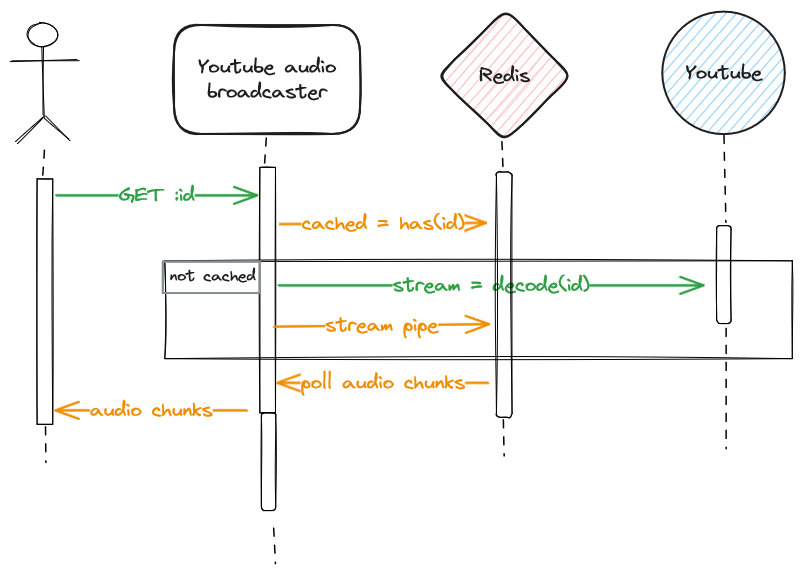 Youtube audio
broadcaster
Redis
Youtube
GET :id
cached = has(id)
not cached
stream = decode(id)
stream pipe
poll audio chunks
audio chunks